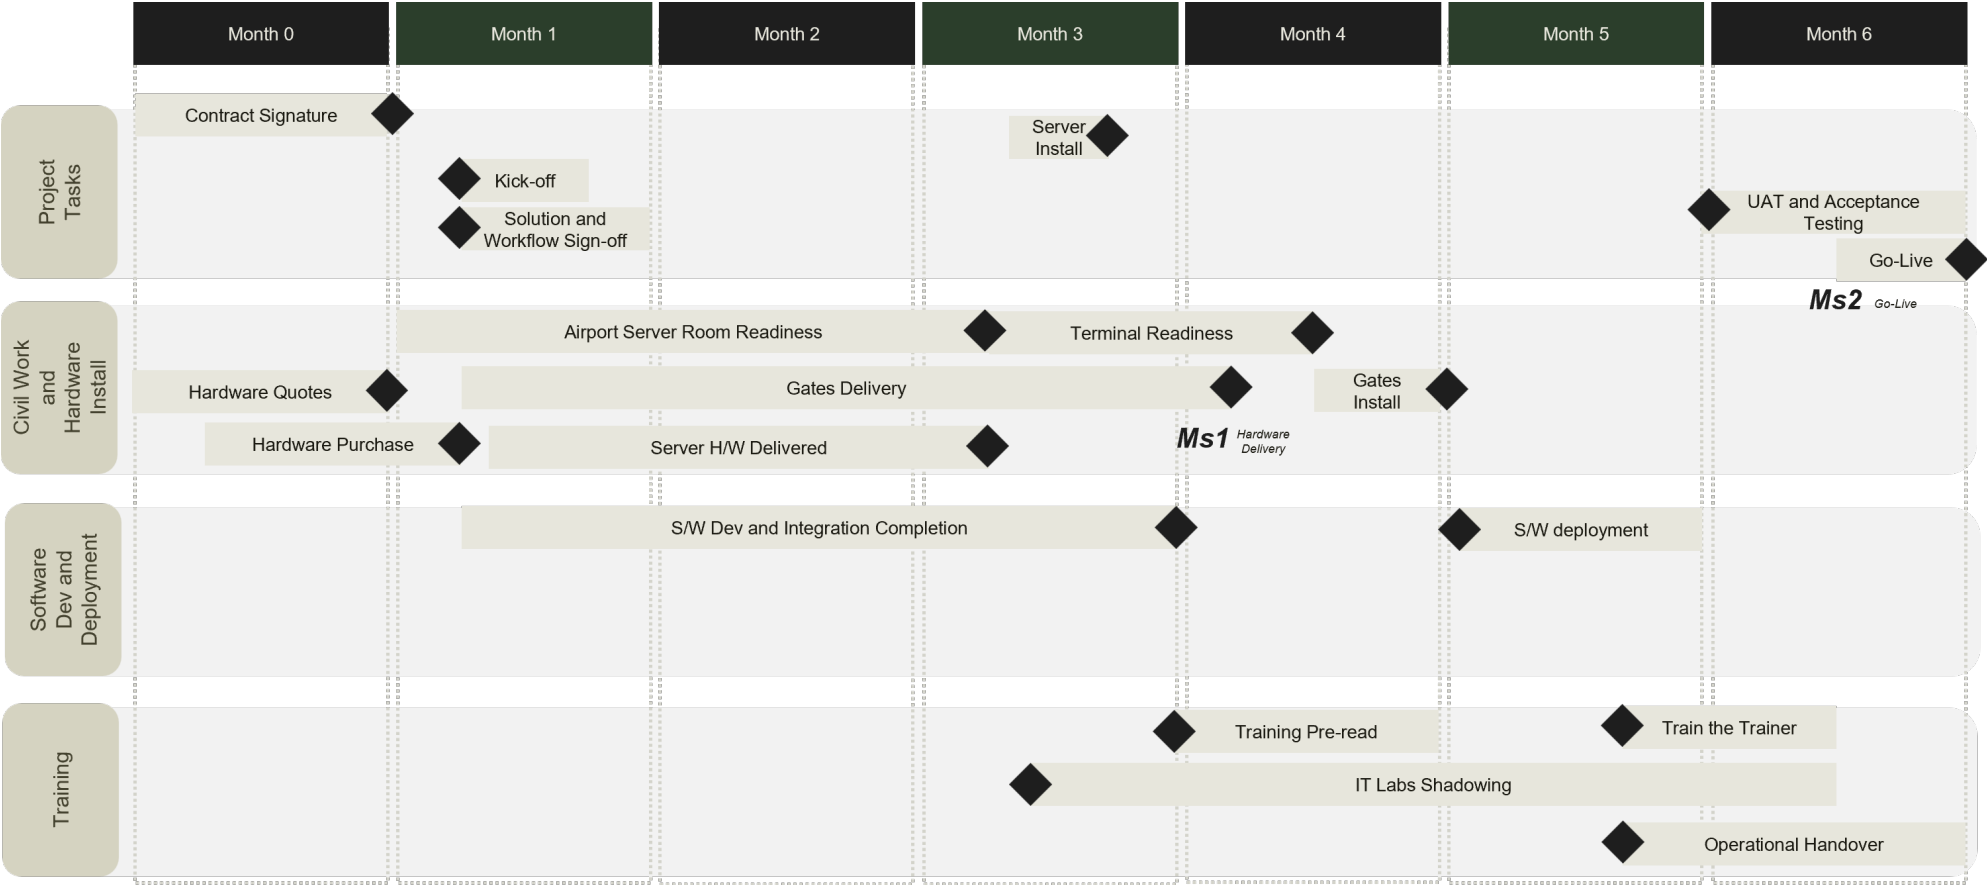 Month 0
Month 1
Month 2
Month 3
Month 4
Month 5
Month 6
Project
Tasks
Contract Signature
Server
Install
Kick-off
Solution and
Workflow Sign-off
UAT and Acceptance
Testing
Go-Live
Ms2 Go-Live
Civil Work
and
Hardware
Install
Airport Server Room Readiness
Terminal Readiness
Hardware Quotes
Gates Delivery
Gates
Install
Hardware Purchase
Server H/W Delivered
Ms1 Hardware
Delivery
Software
Dev and
Deployment
S/W Dev and Integration Completion
S/W deployment
Training
Training Pre-read
Train the Trainer
IT Labs Shadowing
Operational Handover